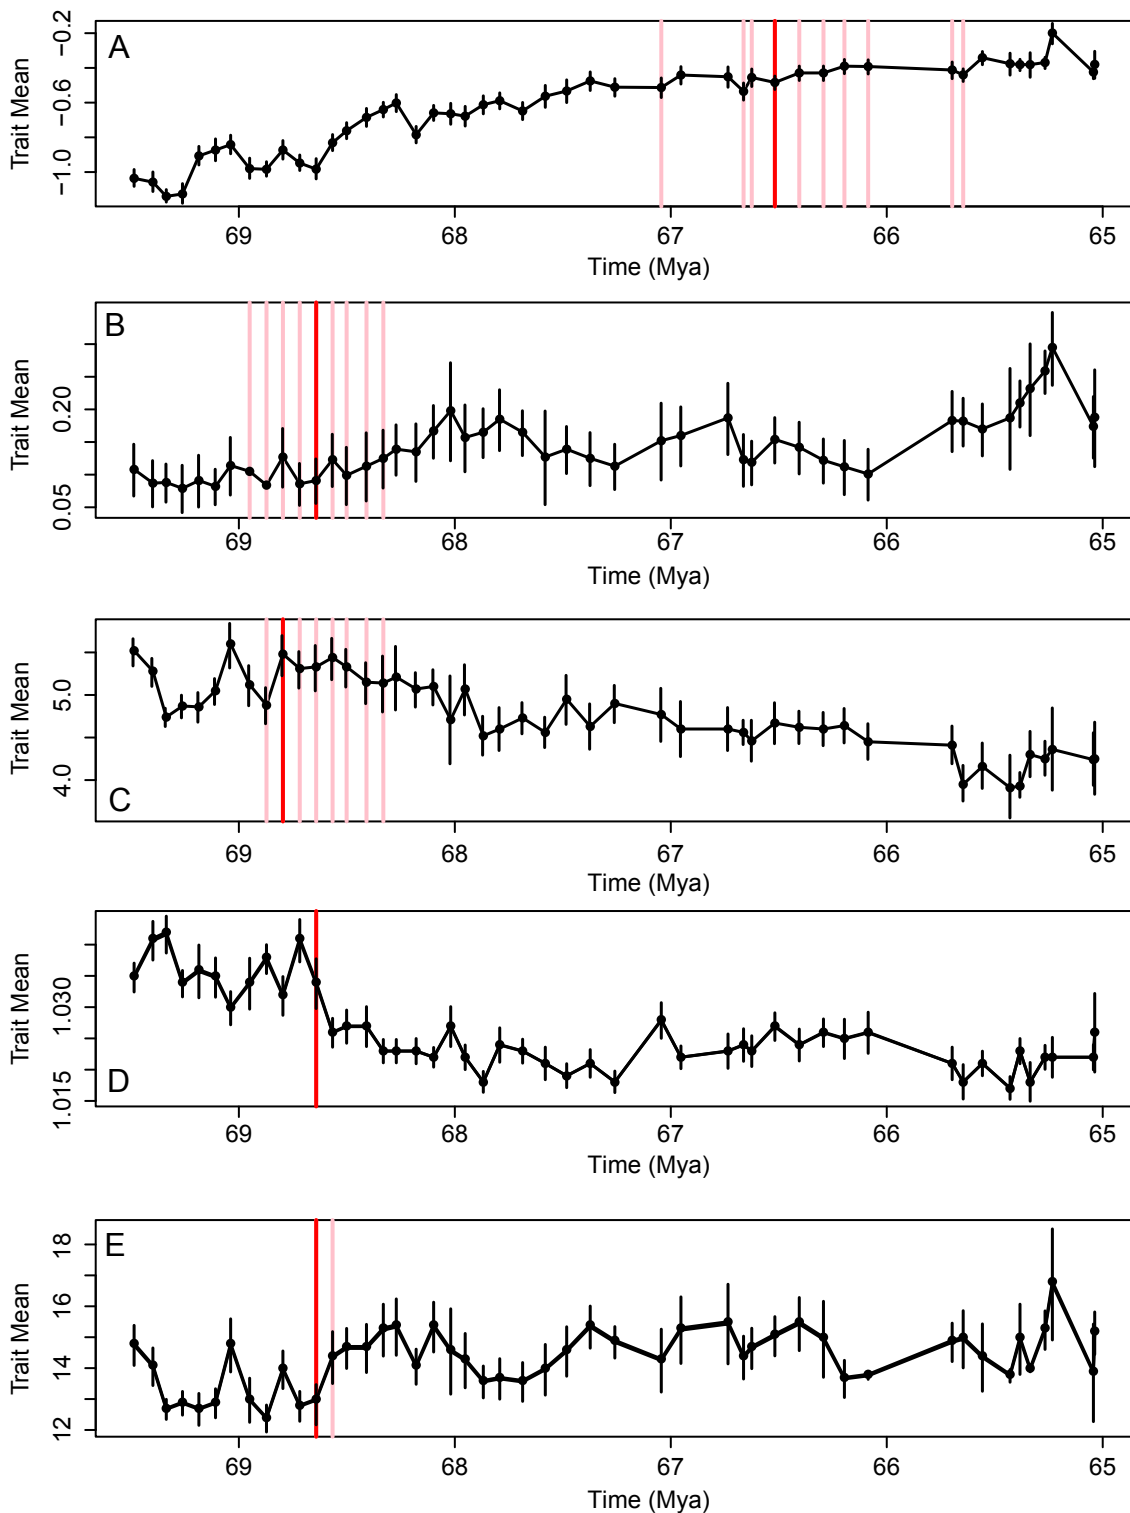 A
Trait Mean
−0.2
−0.6
−1.0
69 68 67 66 65
Time (Mya)
B
Trait Mean
0.20
0.05
69 68 67 66 65
Time (Mya)
C
Trait Mean
5.0
4.0
69 68 67 66 65
Time (Mya)
D
Trait Mean
1.030
1.015
69 68 67 66 65
Time (Mya)
E
Trait Mean
18
16
14
12
69 68 67 66 65
Time (Mya)